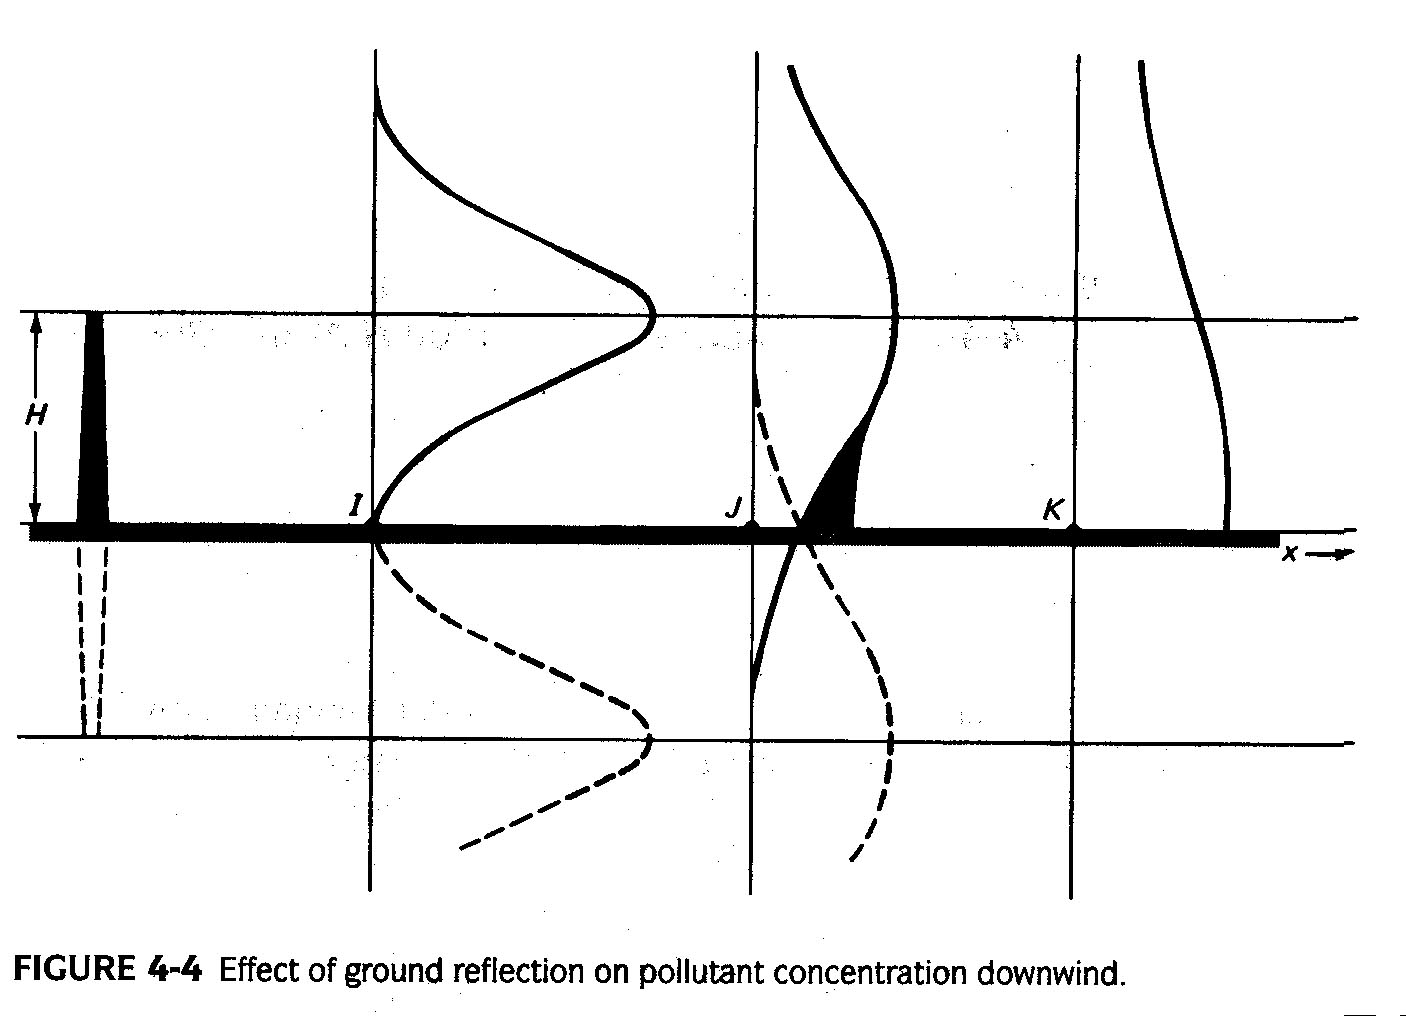 I
J
K
H
x
FIGURE 4-4 Effect of ground reflection on pollutant concentration downwind.